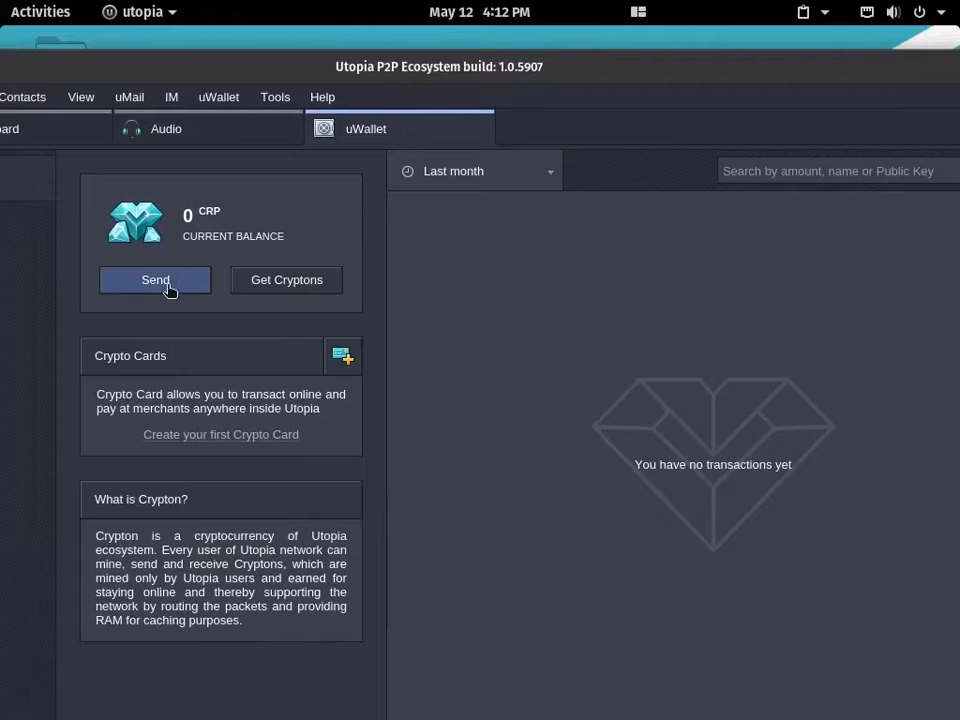 Activities
utopia
May 12 4:12 PM
Utopia P2P Ecosystem build: 1.0.5907
Contacts View uMail IM uWallet Tools Help
Audio
uWallet
Last month
Search by amount, name or Public Key
0 CRP
CURRENT BALANCE
Send
Get Cryptons
Crypto Cards
Crypto Card allows you to transact online and
pay at merchants anywhere inside Utopia
Create your first Crypto Card
You have no transactions yet
What is Crypton?
Crypton is a cryptocurrency of Utopia
ecosystem. Every user of Utopia network can
mine, send and receive Cryptons, which are
mined only by Utopia users and earned for
staying online and thereby supporting the
network by routing the packets and providing
RAM for caching purposes.